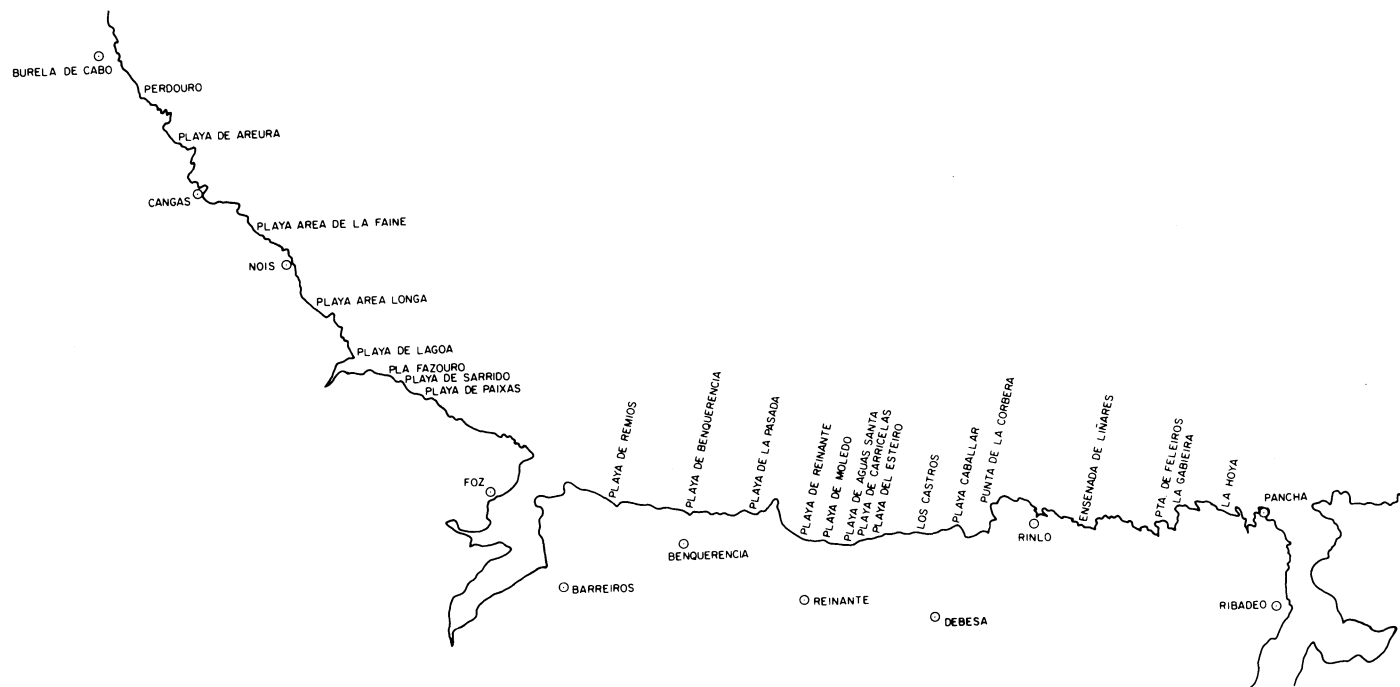 BURELA DE CABO
PERDOURO
PLAYA DE AREURA
CANGAS
PLAYA AREA DE LA FAINE
NOIS
PLAYA AREA LONGA
PLAYA DE LAGOA
PLA FAZOURO
PLAYA DE SARRIDO
PLAYA DE PAIXAS
FOZ
PLAYA DE REMIOS
PLAYA DE BENQUERENCIA
PLAYA DE LA PASADA
PLAYA DE REINANTE
PLAYA DE MOLEDO
PLAYA DE AGUAS SANTA
PLAYA DE CARRICELAS
PLAYA DEL ESTEIRO
LOS CASTROS
PLAYA CABALLAR
PUNTA DE LA CORBERA
ENSENADA DE LIÑARES
PTA DE FELEIROS
LA GABIEIRA
LA HOYA
PANCHA
RINLO
BENQUERENCIA
BARREIROS
REINANTE
DEBESA
RIBADEO